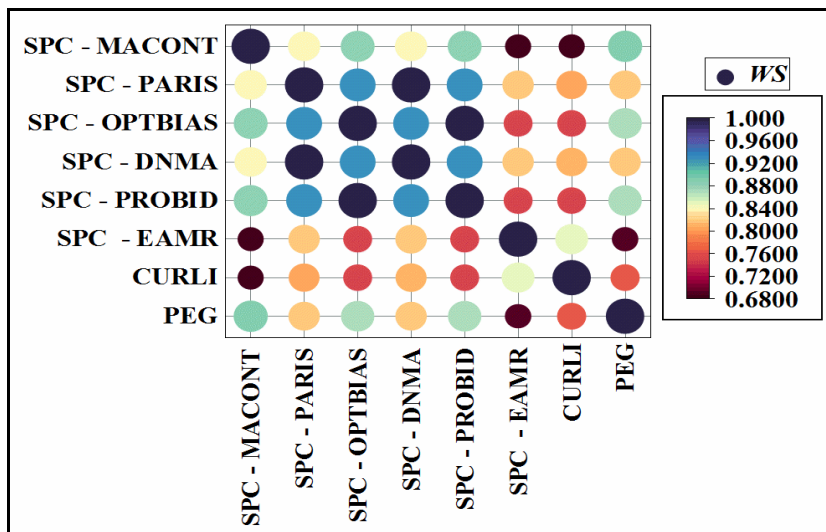 SPC - MACONT
SPC - PARIS
SPC - OPTBIAS
SPC - DNMA
SPC - PROBID
SPC - EAMR
CURLI
PEG
SPC - MACONT
SPC - PARIS
SPC - OPTBIAS
SPC - DNMA
SPC - PROBID
SPC - EAMR
CURLI
PEG
WS
1.000
0.9600
0.9200
0.8800
0.8400
0.8000
0.7600
0.7200
0.6800